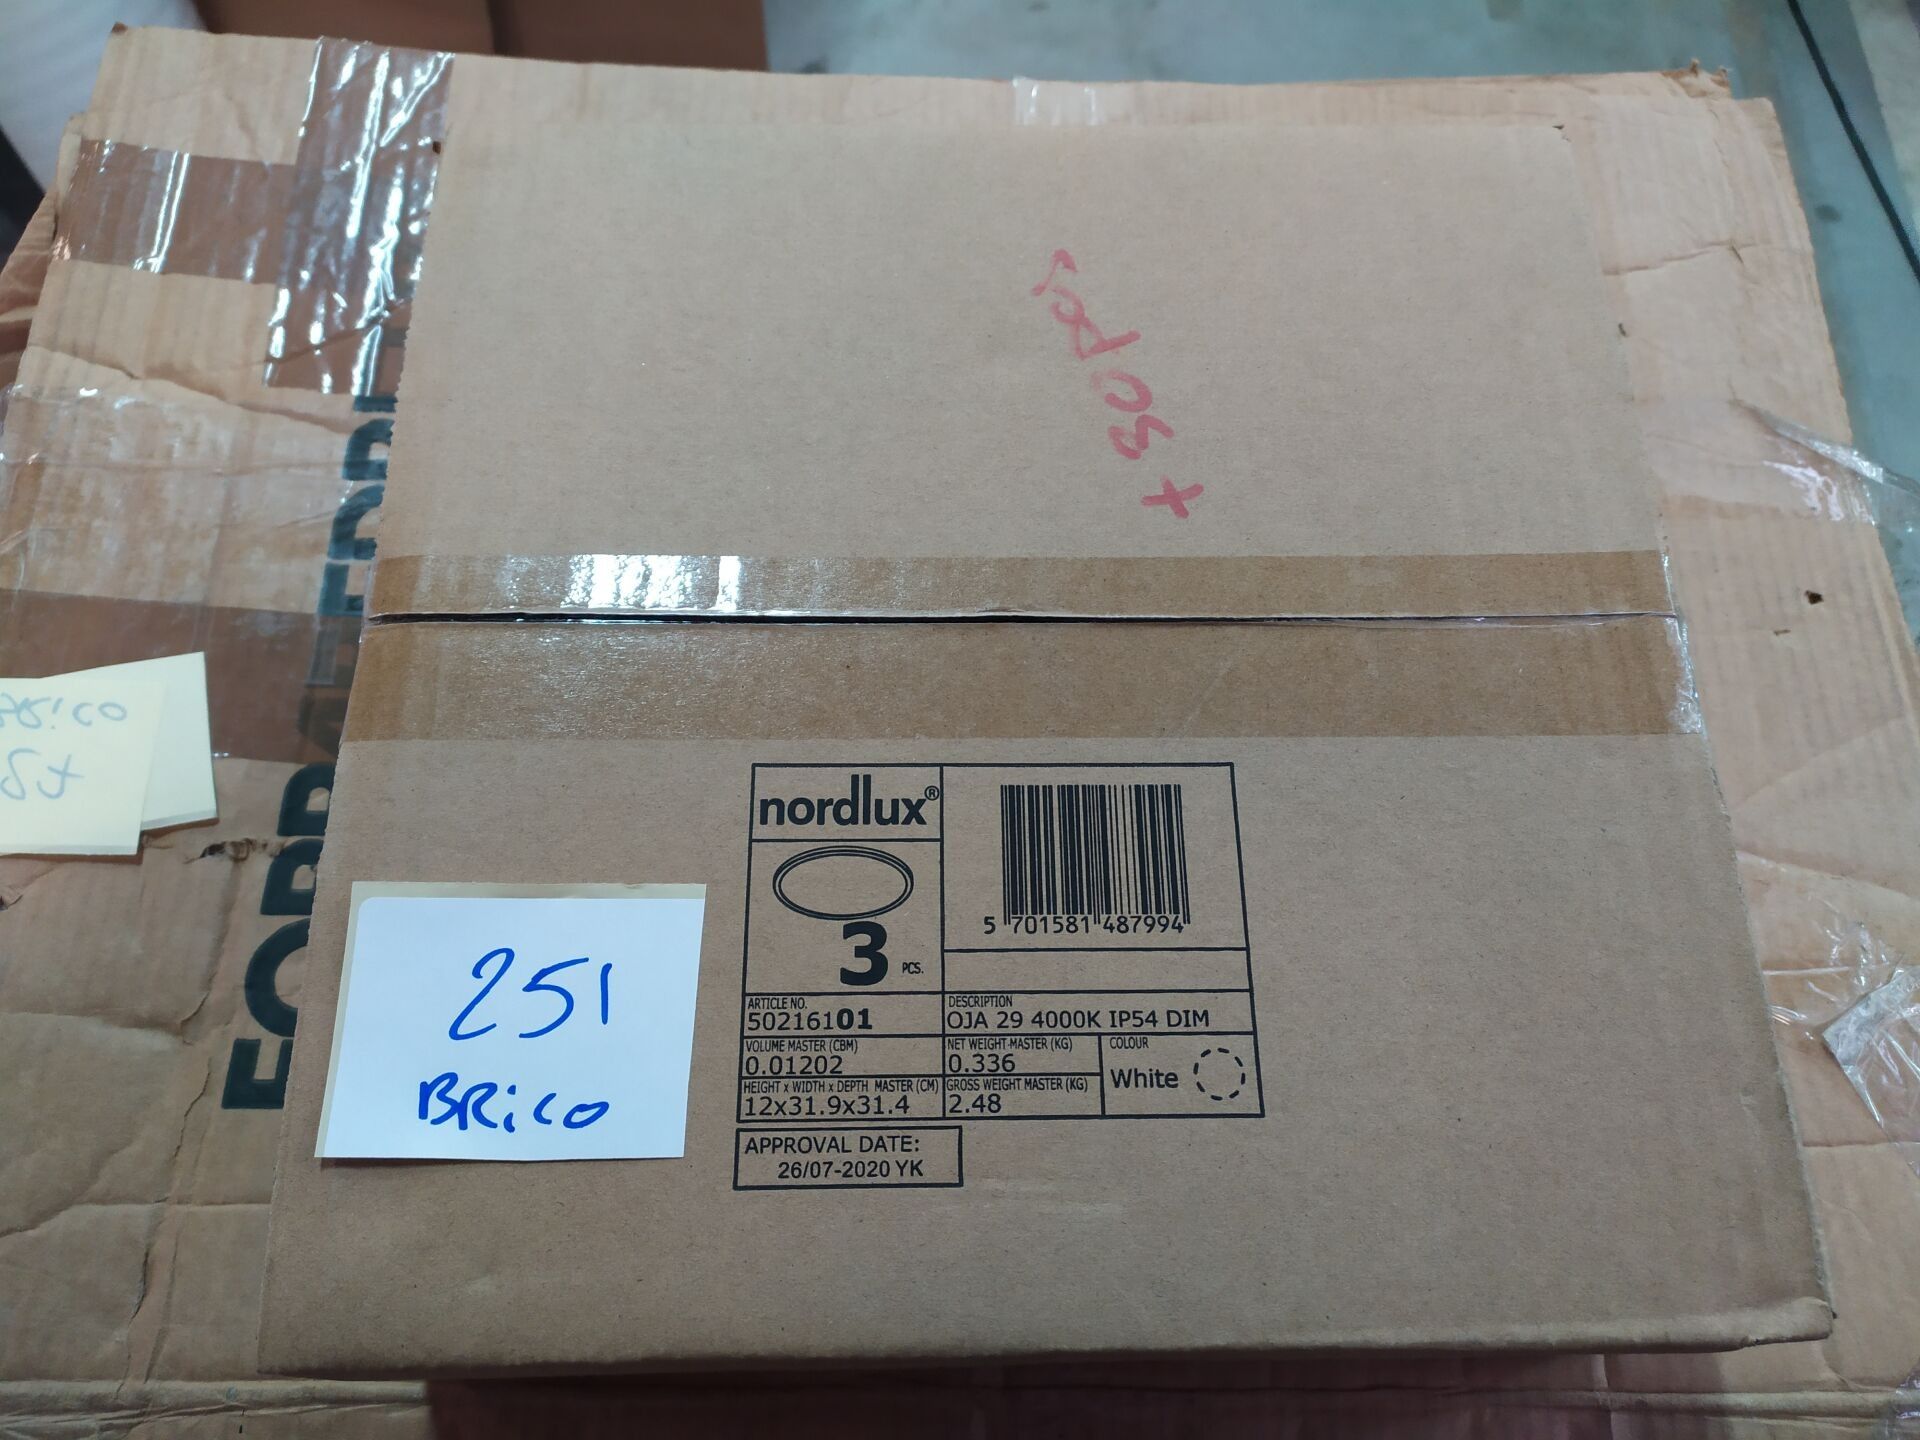 nordlux®
3 PCS.
5 701581 487994
ARTICLE NO.
50216101
DESCRIPTION
OJA 29 4000K IP54 DIM
VOLUME MASTER (CBM)
0.01202
NET WEIGHT MASTER (KG)
0.336
COLOUR
White
HEIGHT x WIDTH x DEPTH MASTER (CM)
12x31.9x31.4
GROSS WEIGHT MASTER (KG)
2.48
APPROVAL DATE:
26/07-2020 YK
251
BRico